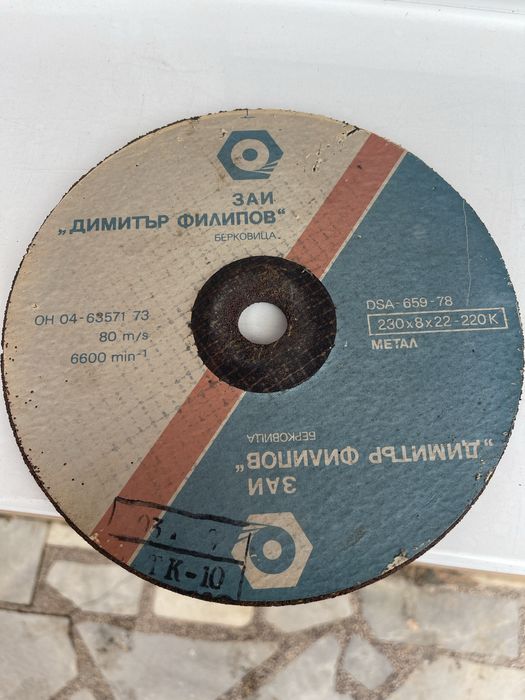 ЗАИ
„ДИМИТЪР ФИЛИПОВ“
БЕРКОВИЦА
ОН 04-63571 73
80 m/s
6600 min-1
DSA-659-78
230x8x22-220K
МЕТАЛ
ЗАИ
„ДИМИТЪР ФИЛИПОВ“
БЕРКОВИЦА
ТК-10